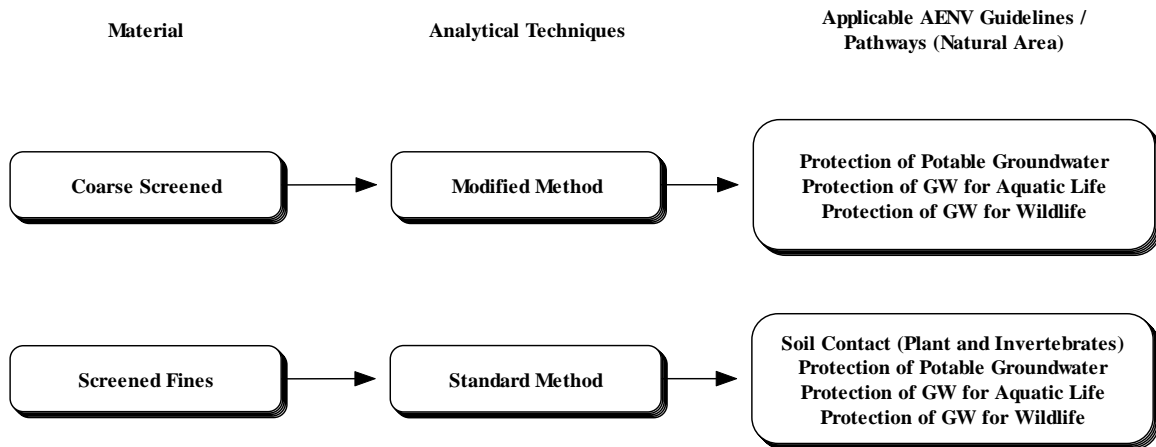 Material
Analytical Techniques
Applicable AENV Guidelines /
Pathways (Natural Area)
Coarse Screened
Modified Method
Protection of Potable Groundwater
Protection of GW for Aquatic Life
Protection of GW for Wildlife
Screened Fines
Standard Method
Soil Contact (Plant and Invertebrates)
Protection of Potable Groundwater
Protection of GW for Aquatic Life
Protection of GW for Wildlife